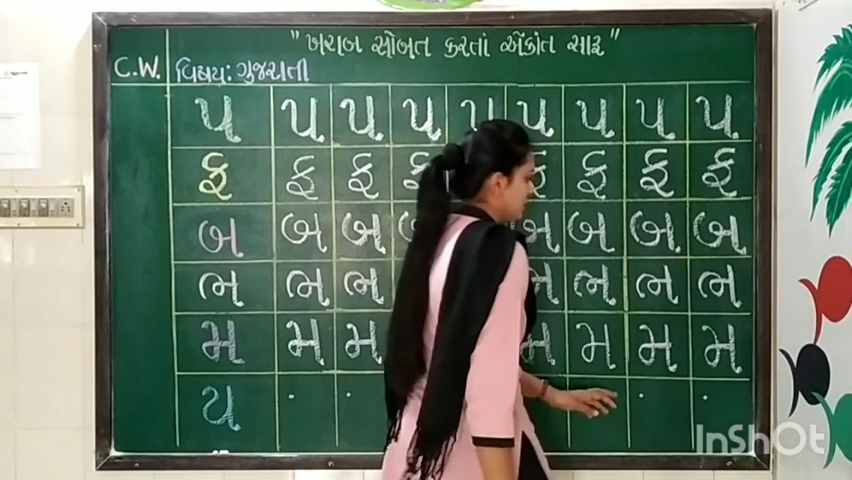 " ખરાબ સોબત કરતાં એકાંત સારૂ "
C.W. વિષય: ગુજરાતી
પ પ પ પ પ પ પ પ પ
ફ ફ ફ ફ ફ ફ ફ ફ
બ બ બ બ બ બ બ બ
ભ ભ ભ ભ ભ ભ ભ
મ મ મ મ મ મ મ
ય
InShOt